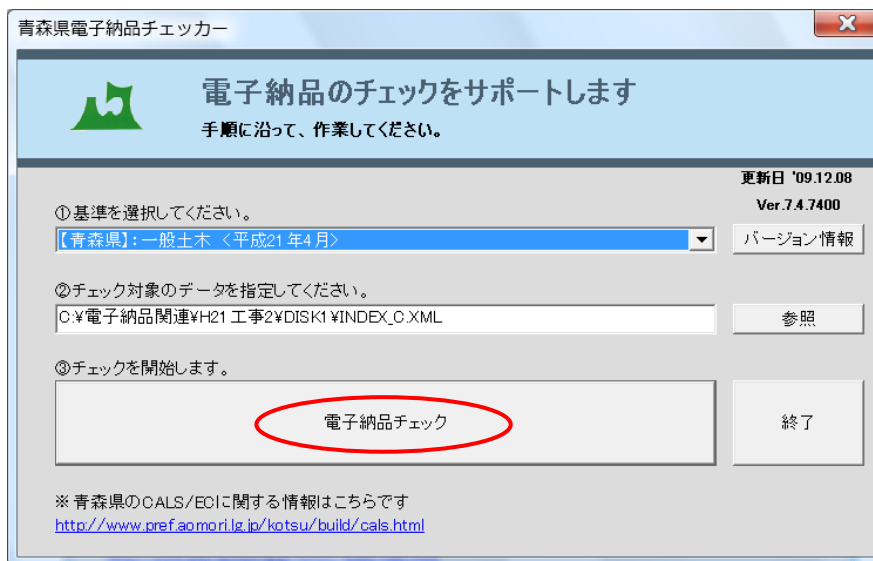 青森県電子納品チェッカー
電子納品のチェックをサポートします
手順に沿って、作業してください。
更新日 '09.12.08
Ver.7.4.7400
①基準を選択してください。
【青森県】:一般土木 <平成21年4月>
バージョン情報
②チェック対象のデータを指定してください。
C:¥電子納品関連¥H21工事2¥DISK1¥INDEX_C.XML
参照
③チェックを開始します。
電子納品チェック
終了
※青森県のCALS/ECに関する情報はこちらです
http://www.pref.aomori.lg.jp/kotsu/build/cals.html